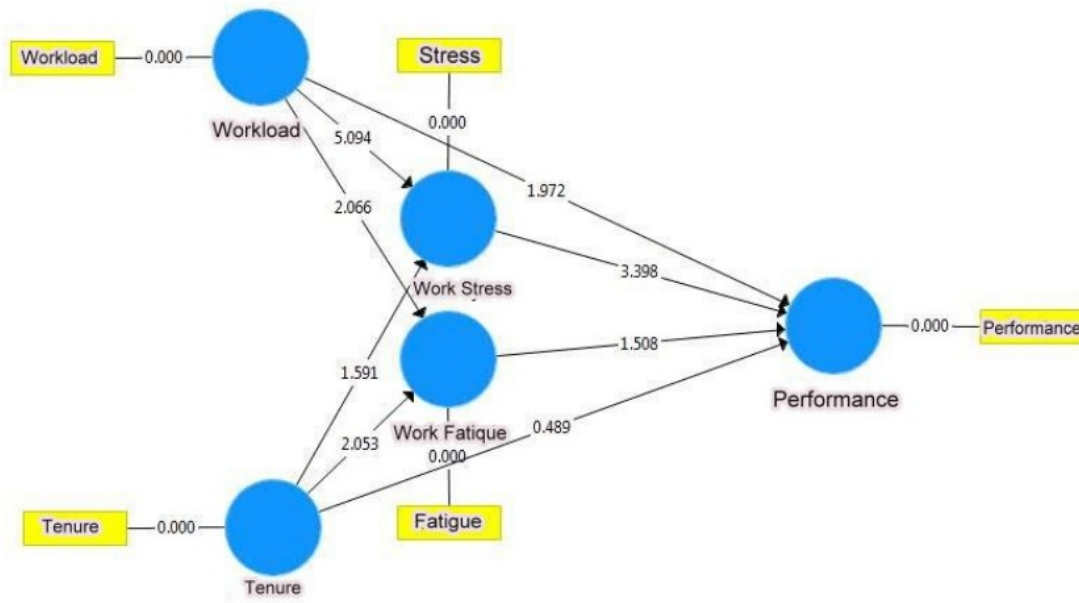 Workload
0.000
Workload
Stress
0.000
5.094
1.972
2.066
3.398
Work Stress
1.591
1.508
0.000
Performance
Performance
2.053
Work Fatique
0.489
0.000
Tenure
0.000
Fatigue
Tenure